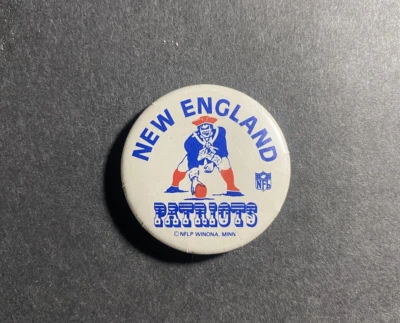 NEW ENGLAND
NFL
PATRIOTS
©NFLP WINONA, MINN